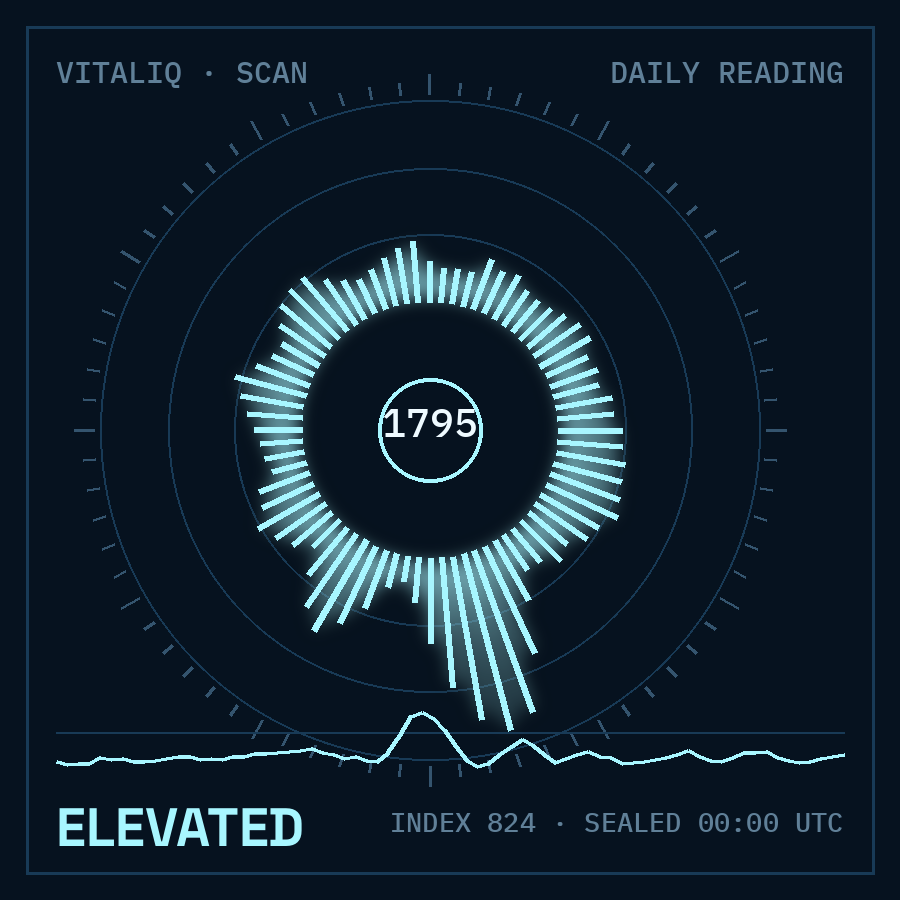 VITALIQ · SCAN
DAILY READING
1795
ELEVATED
INDEX 824 · SEALED 00:00 UTC